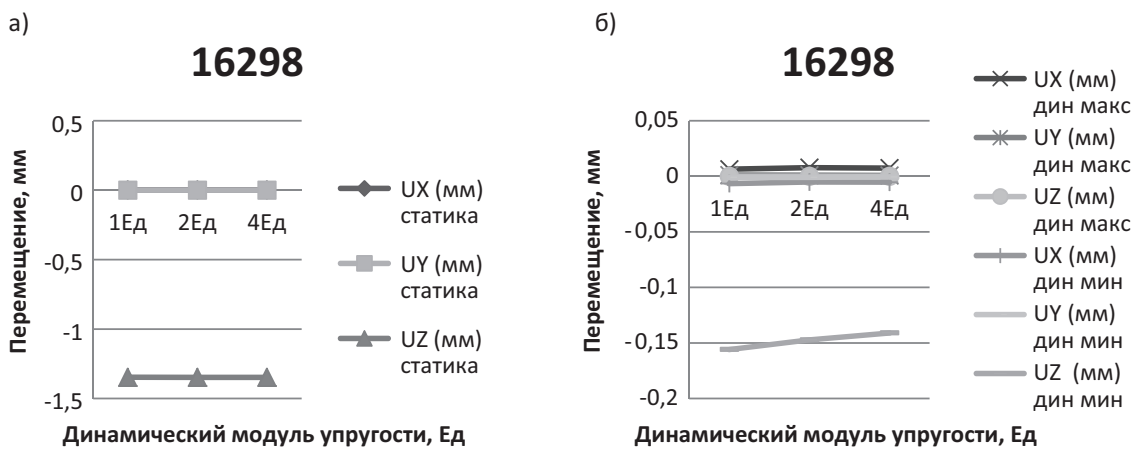 а)
16298
Перемещение, мм
0,5
0
-0,5
-1
-1,5
1Ед 2Ед 4Ед
Динамический модуль упругости, Ед
UX (мм)
статика
UY (мм)
статика
UZ (мм)
статика
б)
16298
Перемещение, мм
0,05
0
-0,05
-0,1
-0,15
-0,2
1Ед 2Ед 4Ед
Динамический модуль упругости, Ед
UX (мм)
дин макс
UY (мм)
дин макс
UZ (мм)
дин макс
UX (мм)
дин мин
UY (мм)
дин мин
UZ (мм)
дин мин